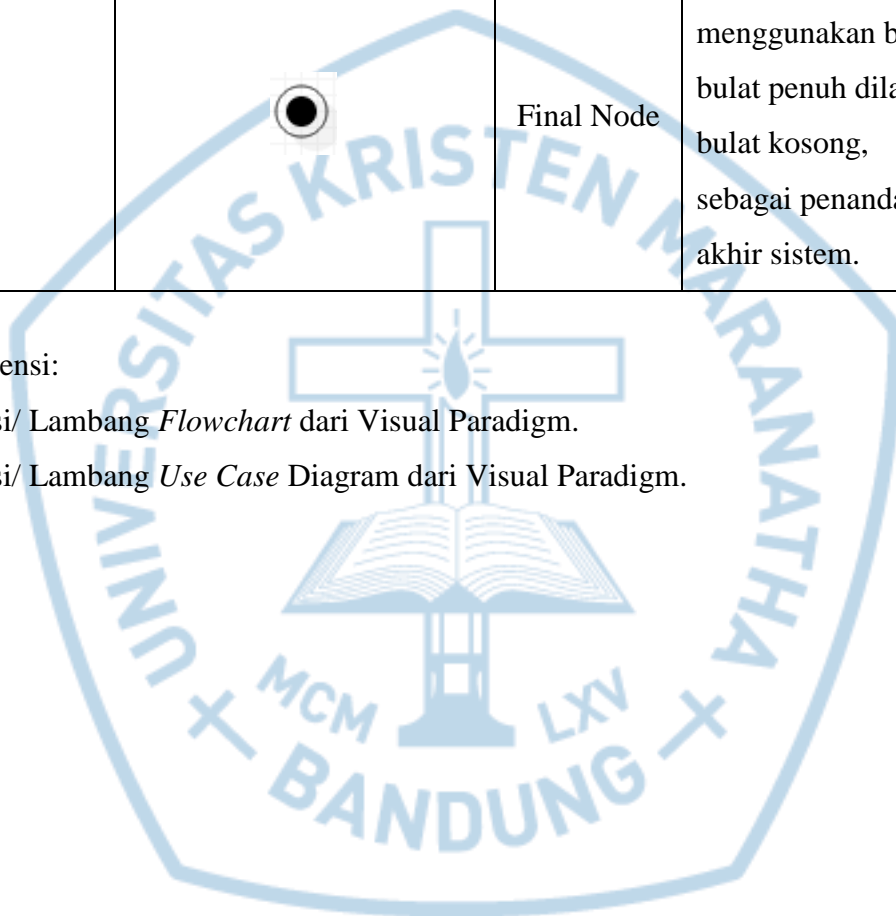 menggunakan b
bulat penuh dila
Final Node
bulat kosong,
sebagai penanda
akhir sistem.
ensi:
si/ Lambang Flowchart dari Visual Paradigm.
si/ Lambang Use Case Diagram dari Visual Paradigm.
UNIVERSITAS KRISTEN MARANATHA
MCM LXV
BANDUNG